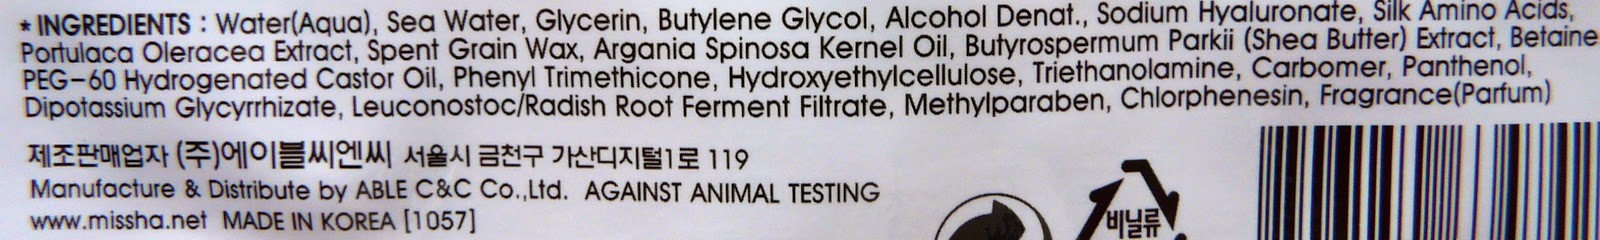 * INGREDIENTS : Water(Aqua), Sea Water, Glycerin, Butylene Glycol, Alcohol Denat., Sodium Hyaluronate, Silk Amino Acids,
Portulaca Oleracea Extract, Spent Grain Wax, Argania Spinosa Kernel Oil, Butyrospermum Parkii (Shea Butter) Extract, Betaine
PEG-60 Hydrogenated Castor Oil, Phenyl Trimethicone, Hydroxyethylcellulose, Triethanolamine, Carbomer, Panthenol,
Dipotassium Glycyrrhizate, Leuconostoc/Radish Root Ferment Filtrate, Methylparaben, Chlorphenesin, Fragrance(Parfum)
제조판매업자 (주)에이블씨엔씨 서울시 금천구 가산디지털1로 119
Manufacture & Distribute by ABLE C&C Co.,Ltd. AGAINST ANIMAL TESTING
www.missha.net MADE IN KOREA [1057]
비닐류